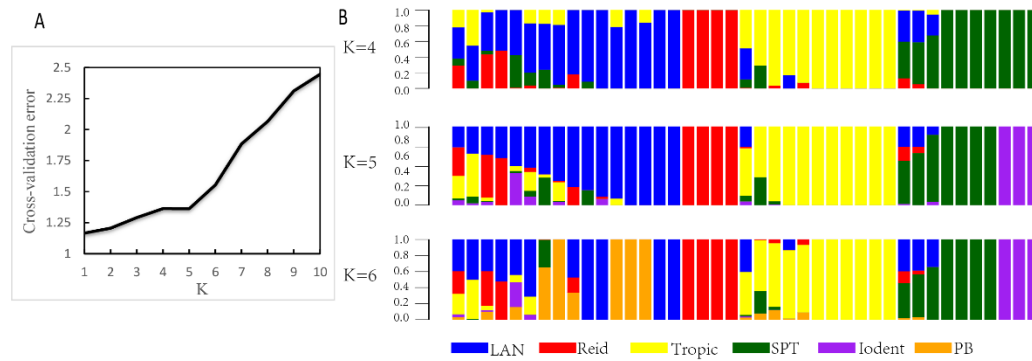 A
Cross-validation error
2.5
2.25
2
1.75
1.5
1.25
1
1 2 3 4 5 6 7 8 9 10
K
B
K=4
1.0
0.8
0.6
0.4
0.2
0.0
K=5
1.0
0.8
0.6
0.4
0.2
0.0
K=6
1.0
0.8
0.6
0.4
0.2
0.0
LAN Reid Tropic SPT Iodent PB